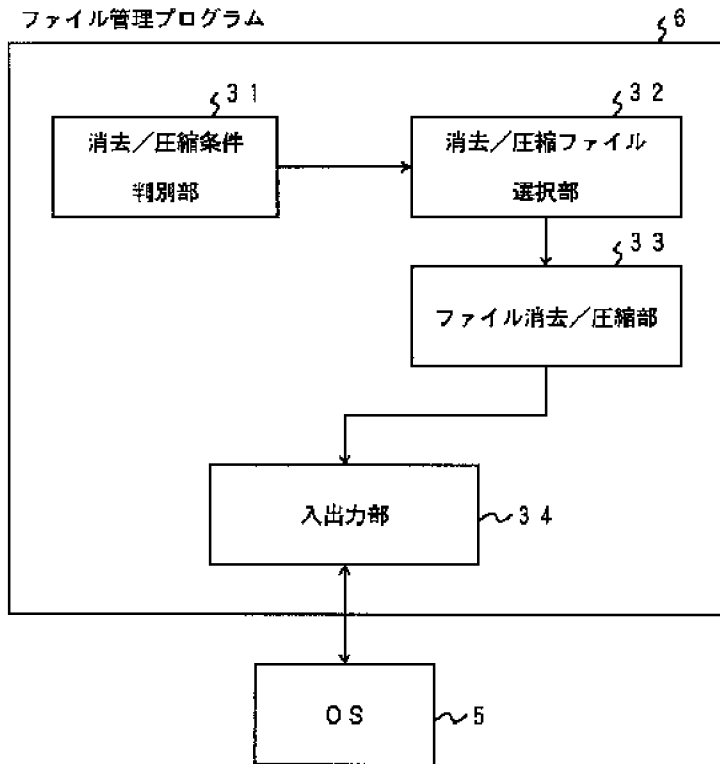 ファイル管理プログラム
6
31
消去／圧縮条件
判別部
32
消去／圧縮ファイル
選択部
33
ファイル消去／圧縮部
入出力部
34
OS
5